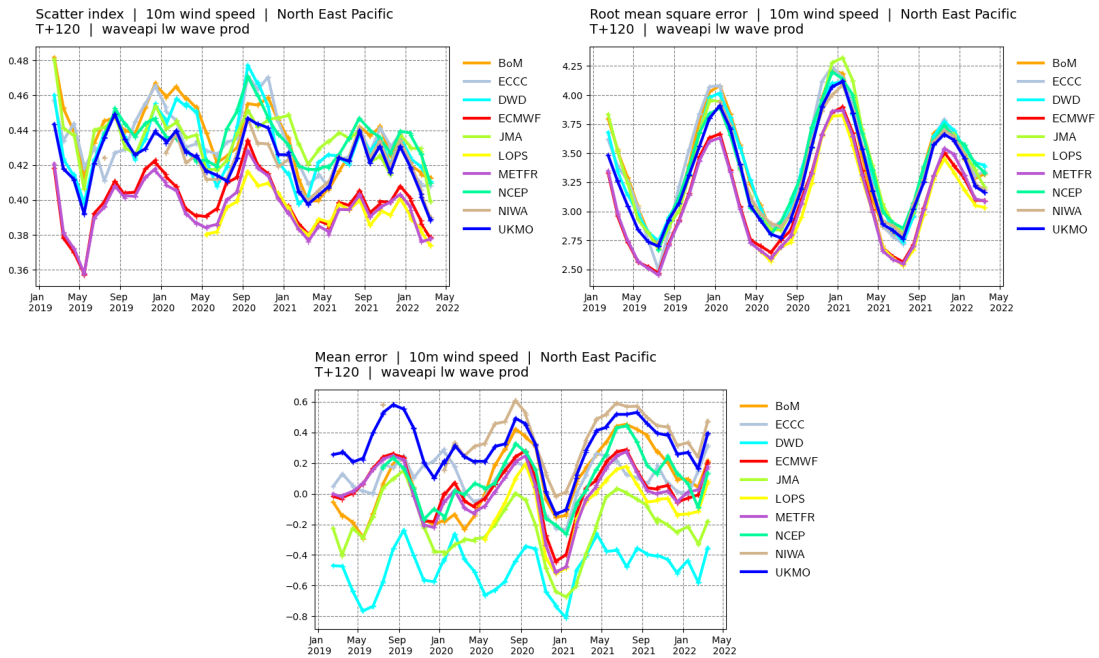 Scatter index | 10m wind speed | North East Pacific
T+120 | waveapi lw wave prod
0.48
0.46
0.44
0.42
0.40
0.38
0.36
Jan 2019
May 2019
Sep 2019
Jan 2020
May 2020
Sep 2020
Jan 2021
May 2021
Sep 2021
Jan 2022
May 2022
BoM
ECCC
DWD
ECMWF
JMA
LOPS
METFR
NCEP
NIWA
UKMO
Root mean square error | 10m wind speed | North East Pacific
T+120 | waveapi lw wave prod
4.25
4.00
3.75
3.50
3.25
3.00
2.75
2.50
Jan 2019
May 2019
Sep 2019
Jan 2020
May 2020
Sep 2020
Jan 2021
May 2021
Sep 2021
Jan 2022
May 2022
BoM
ECCC
DWD
ECMWF
JMA
LOPS
METFR
NCEP
NIWA
UKMO
Mean error | 10m wind speed | North East Pacific
T+120 | waveapi lw wave prod
0.6
0.4
0.2
0.0
−0.2
−0.4
−0.6
−0.8
Jan 2019
May 2019
Sep 2019
Jan 2020
May 2020
Sep 2020
Jan 2021
May 2021
Sep 2021
Jan 2022
May 2022
BoM
ECCC
DWD
ECMWF
JMA
LOPS
METFR
NCEP
NIWA
UKMO